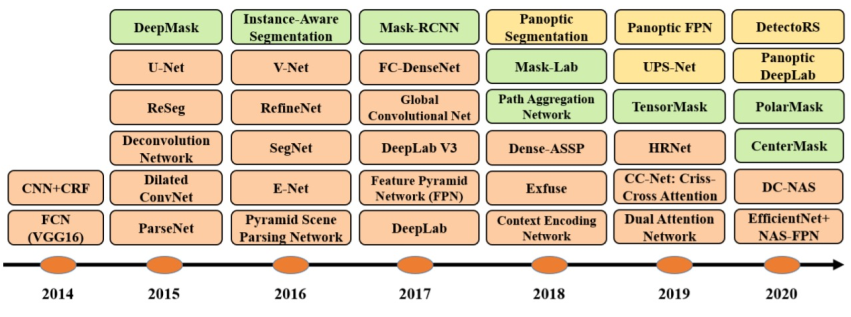 DeepMask
Instance-Aware
Segmentation
Mask-RCNN
Panoptic
Segmentation
Panoptic FPN
DetectoRS
U-Net
V-Net
FC-DenseNet
Mask-Lab
UPS-Net
Panoptic
DeepLab
ReSeg
RefineNet
Global
Convolutional Net
Path Aggregation
Network
TensorMask
PolarMask
Deconvolution
Network
SegNet
DeepLab V3
Dense-ASSP
HRNet
CenterMask
CNN+CRF
Dilated
ConvNet
E-Net
Feature Pyramid
Network (FPN)
Exfuse
CC-Net: Criss-
Cross Attention
DC-NAS
FCN
(VGG16)
ParseNet
Pyramid Scene
Parsing Network
DeepLab
Context Encoding
Network
Dual Attention
Network
EfficientNet+
NAS-FPN
2014
2015
2016
2017
2018
2019
2020